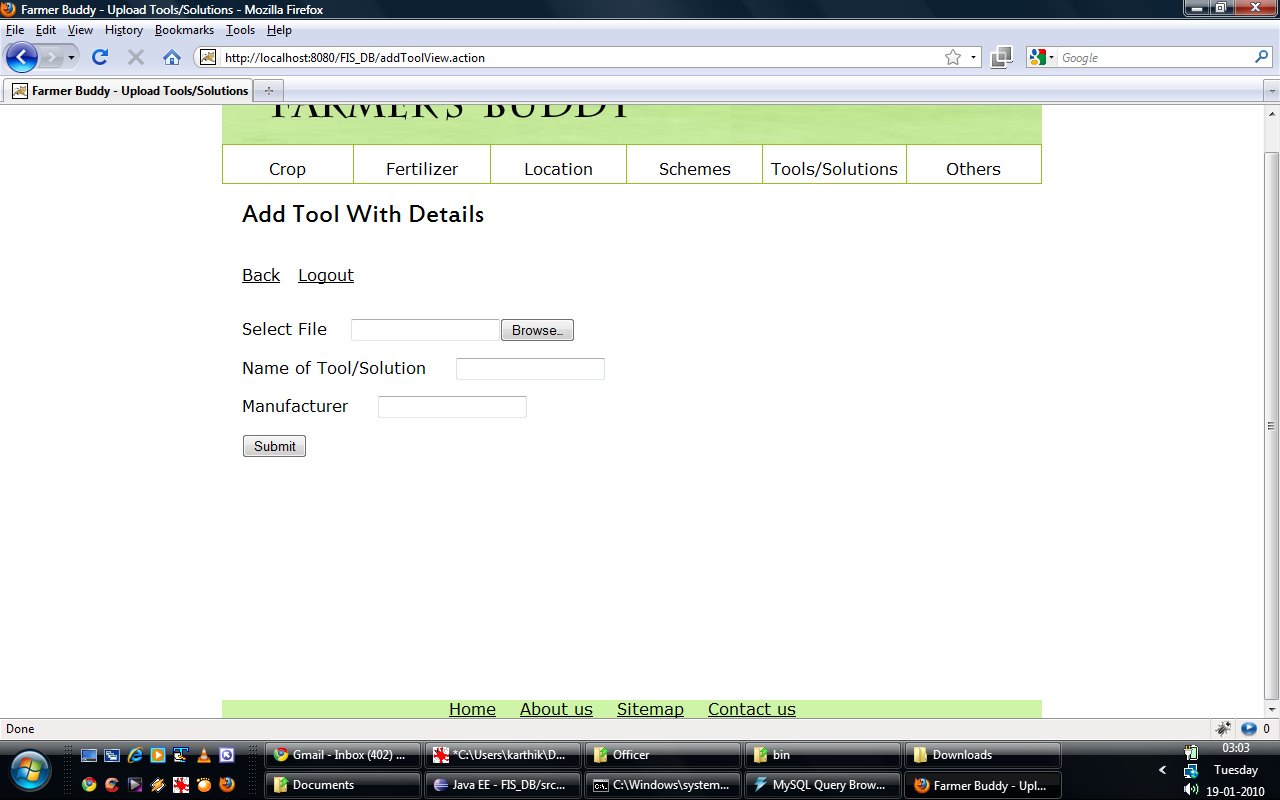 Farmer Buddy - Upload Tools/Solutions - Mozilla Firefox
File Edit View History Bookmarks Tools Help
http://localhost:8080/FIS_DB/addToolView.action
Google
Farmer Buddy - Upload Tools/Solutions
FARMER'S BUDDY
Crop Fertilizer Location Schemes Tools/Solutions Others
Add Tool With Details
Back Logout
Select File Browse_
Name of Tool/Solution
Manufacturer
Submit
Home About us Sitemap Contact us
Done 0
Gmail - Inbox (402) ... *C:\Users\karthik\D... Officer bin Downloads 03:03
Documents Java EE - FIS_DB/src... C:\Windows\system... MySQL Query Brow... Farmer Buddy - Upl... Tuesday
19-01-2010